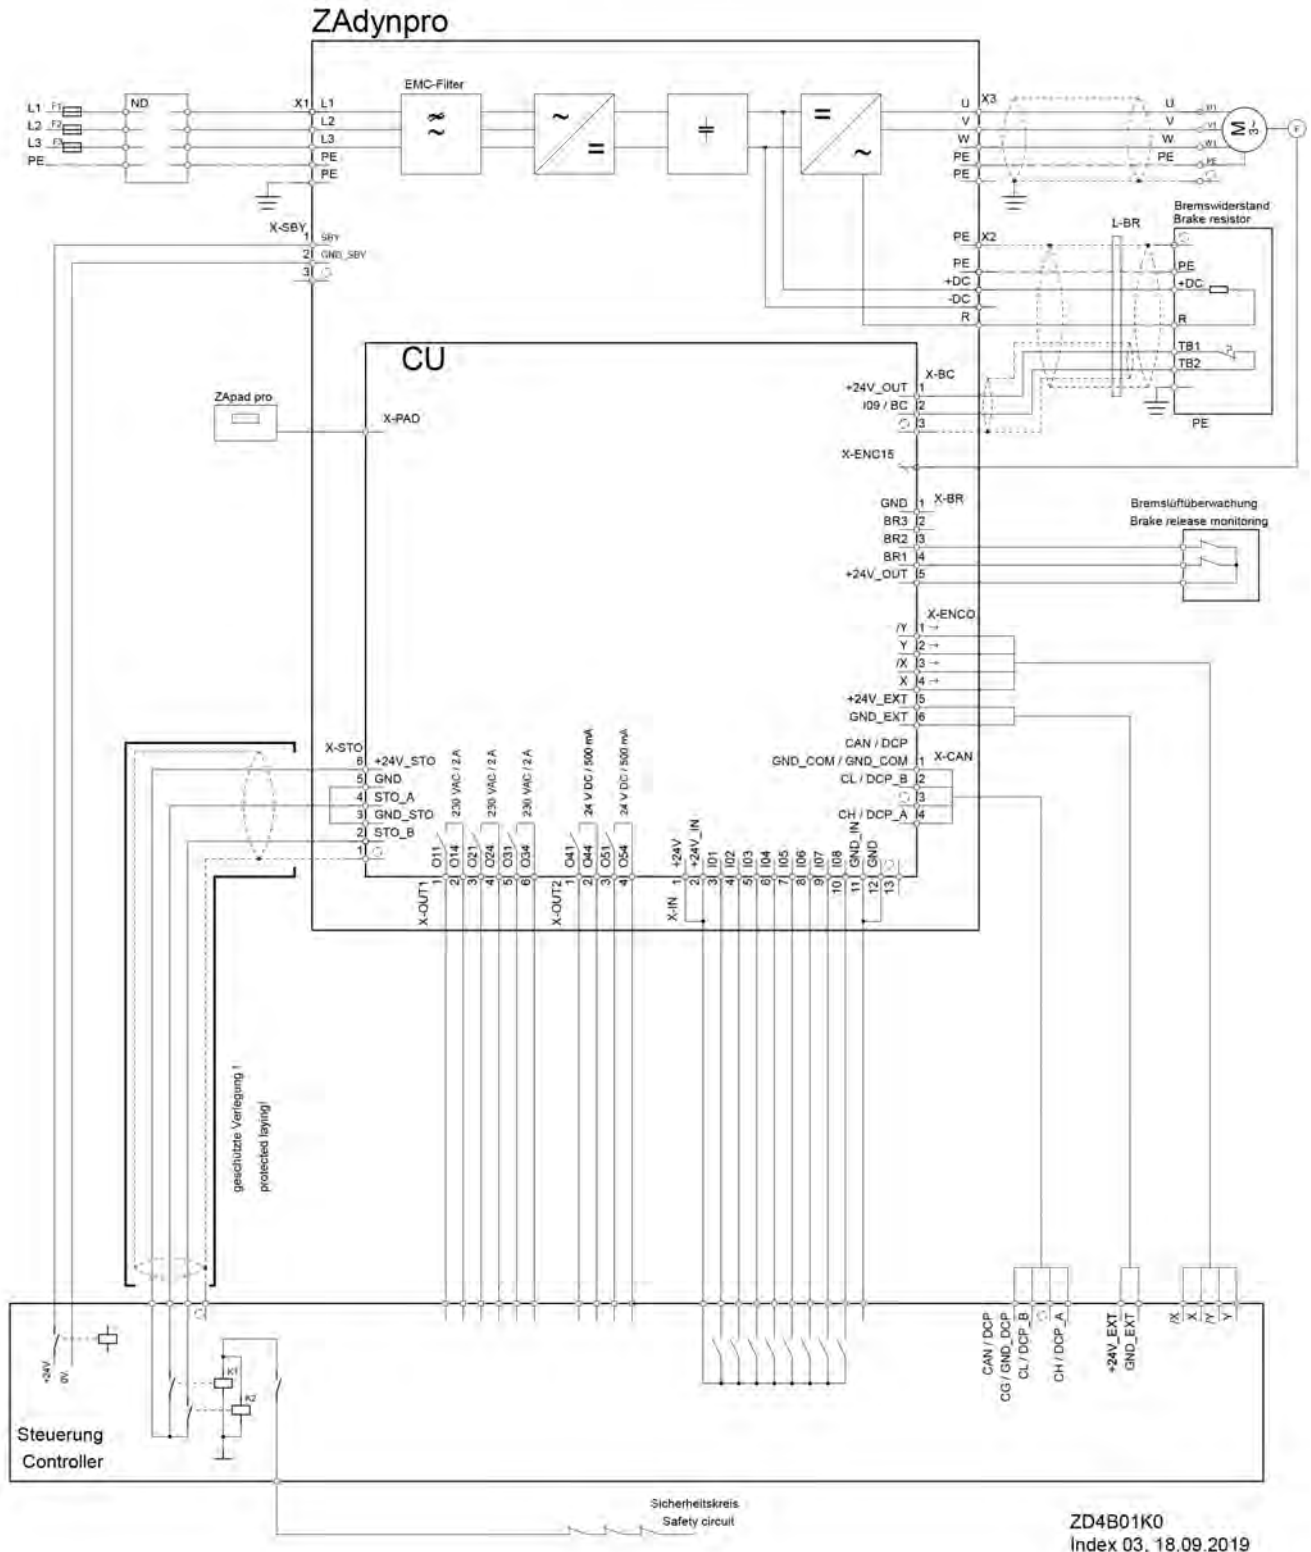 ZAdynpro
EMC-Filter
L1 F1
L2 F2
L3 F3
PE
ND
X1 L1
L2
L3
PE
PE
U X3
V
W
PE
PE
U
V
W
PE
U1
V1
W1
PE
M
3~
X-SBY
1 SBY
2 GND_SBY
3
PE X2
PE
+DC
-DC
R
L-BR
Bremswiderstand
Brake resistor
PE
+DC
R
TB1
TB2
PE
CU
ZApad pro
X-PAD
X-BC
+24V_OUT 1
I09 / BC 2
3
X-ENC15
GND 1 X-BR
BR3 2
BR2 3
BR1 4
+24V_OUT 5
Bremslüftüberwachung
Brake release monitoring
X-ENCO
/Y 1
Y 2
/X 3
X 4
+24V_EXT 5
GND_EXT 6
CAN / DCP
GND_COM / GND_COM 1 X-CAN
CL / DCP_B 2
3
CH / DCP_A 4
X-STO
6 +24V_STO
5 GND
4 STO_A
3 GND_STO
2 STO_B
1
230 VAC / 2 A
230 VAC / 2 A
230 VAC / 2 A
24 V DC / 500 mA
24 V DC / 500 mA
X-OUT1
1 O11
2 O14
3 O21
4 O24
5 O31
6 O34
X-OUT2
1 O41
2 O44
3 O51
4 O54
X-IN
1 +24V
2 +24V_IN
3 I01
4 I02
5 I03
6 I04
7 I05
8 I06
9 I07
10 I08
11 GND_IN
12 GND
13
geschützte Verlegung !
protected laying!
+24V
0V
K1
K2
Steuerung
Controller
CAN / DCP
CG / GND_DCP
CL / DCP_B
CH / DCP_A
+24V_EXT
GND_EXT
/X
X
/Y
Y
Sicherheitskreis
Safety circuit
ZD4B01K0
Index 03, 18.09.2019